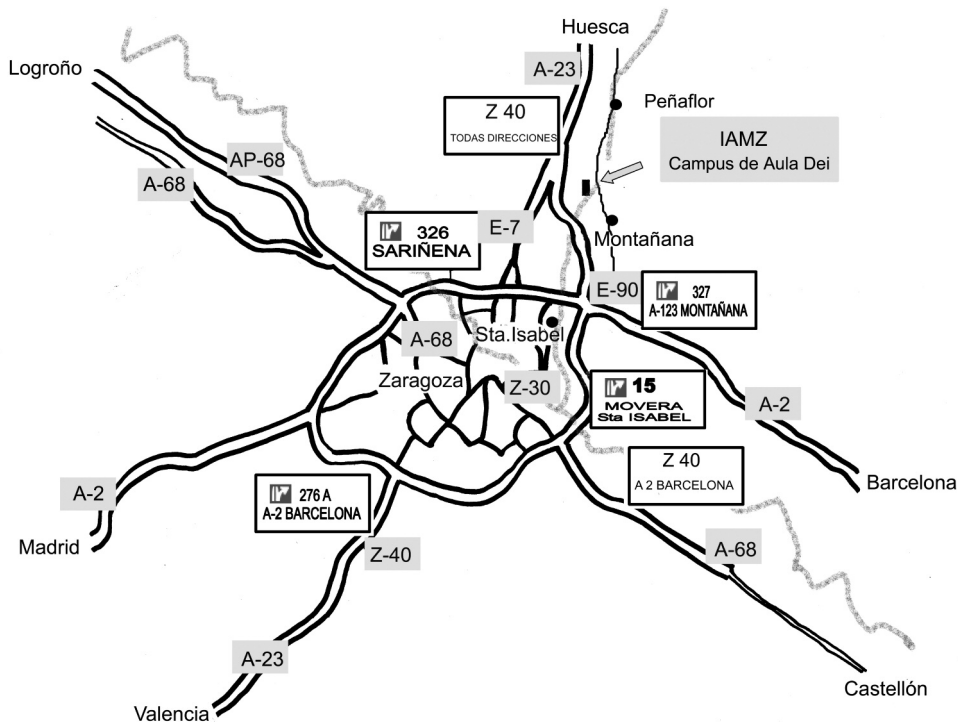 Huesca
Logroño
A-23
Z 40
TODAS DIRECCIONES
Peñaflor
IAMZ
Campus de Aula Dei
AP-68
A-68
326
SARIÑENA
E-7
Montañana
E-90
327
A-123 MONTAÑANA
A-68
Sta.Isabel
Zaragoza
Z-30
15
MOVERA
Sta ISABEL
A-2
Z 40
A 2 BARCELONA
Barcelona
A-2
276 A
A-2 BARCELONA
Madrid
Z-40
A-68
A-23
Castellón
Valencia